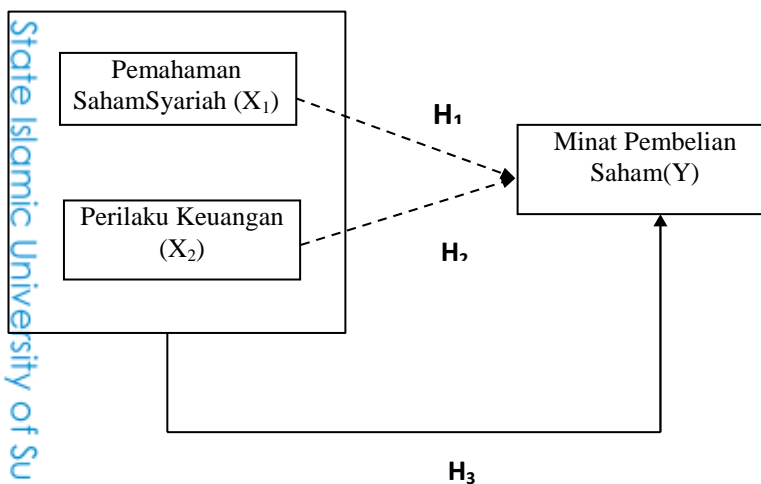 Pemahaman
SahamSyariah (X₁)
H₁
Minat Pembelian
Saham(Y)
Perilaku Keuangan
(X₂)
H₂
H₃
State Islamic University of Su